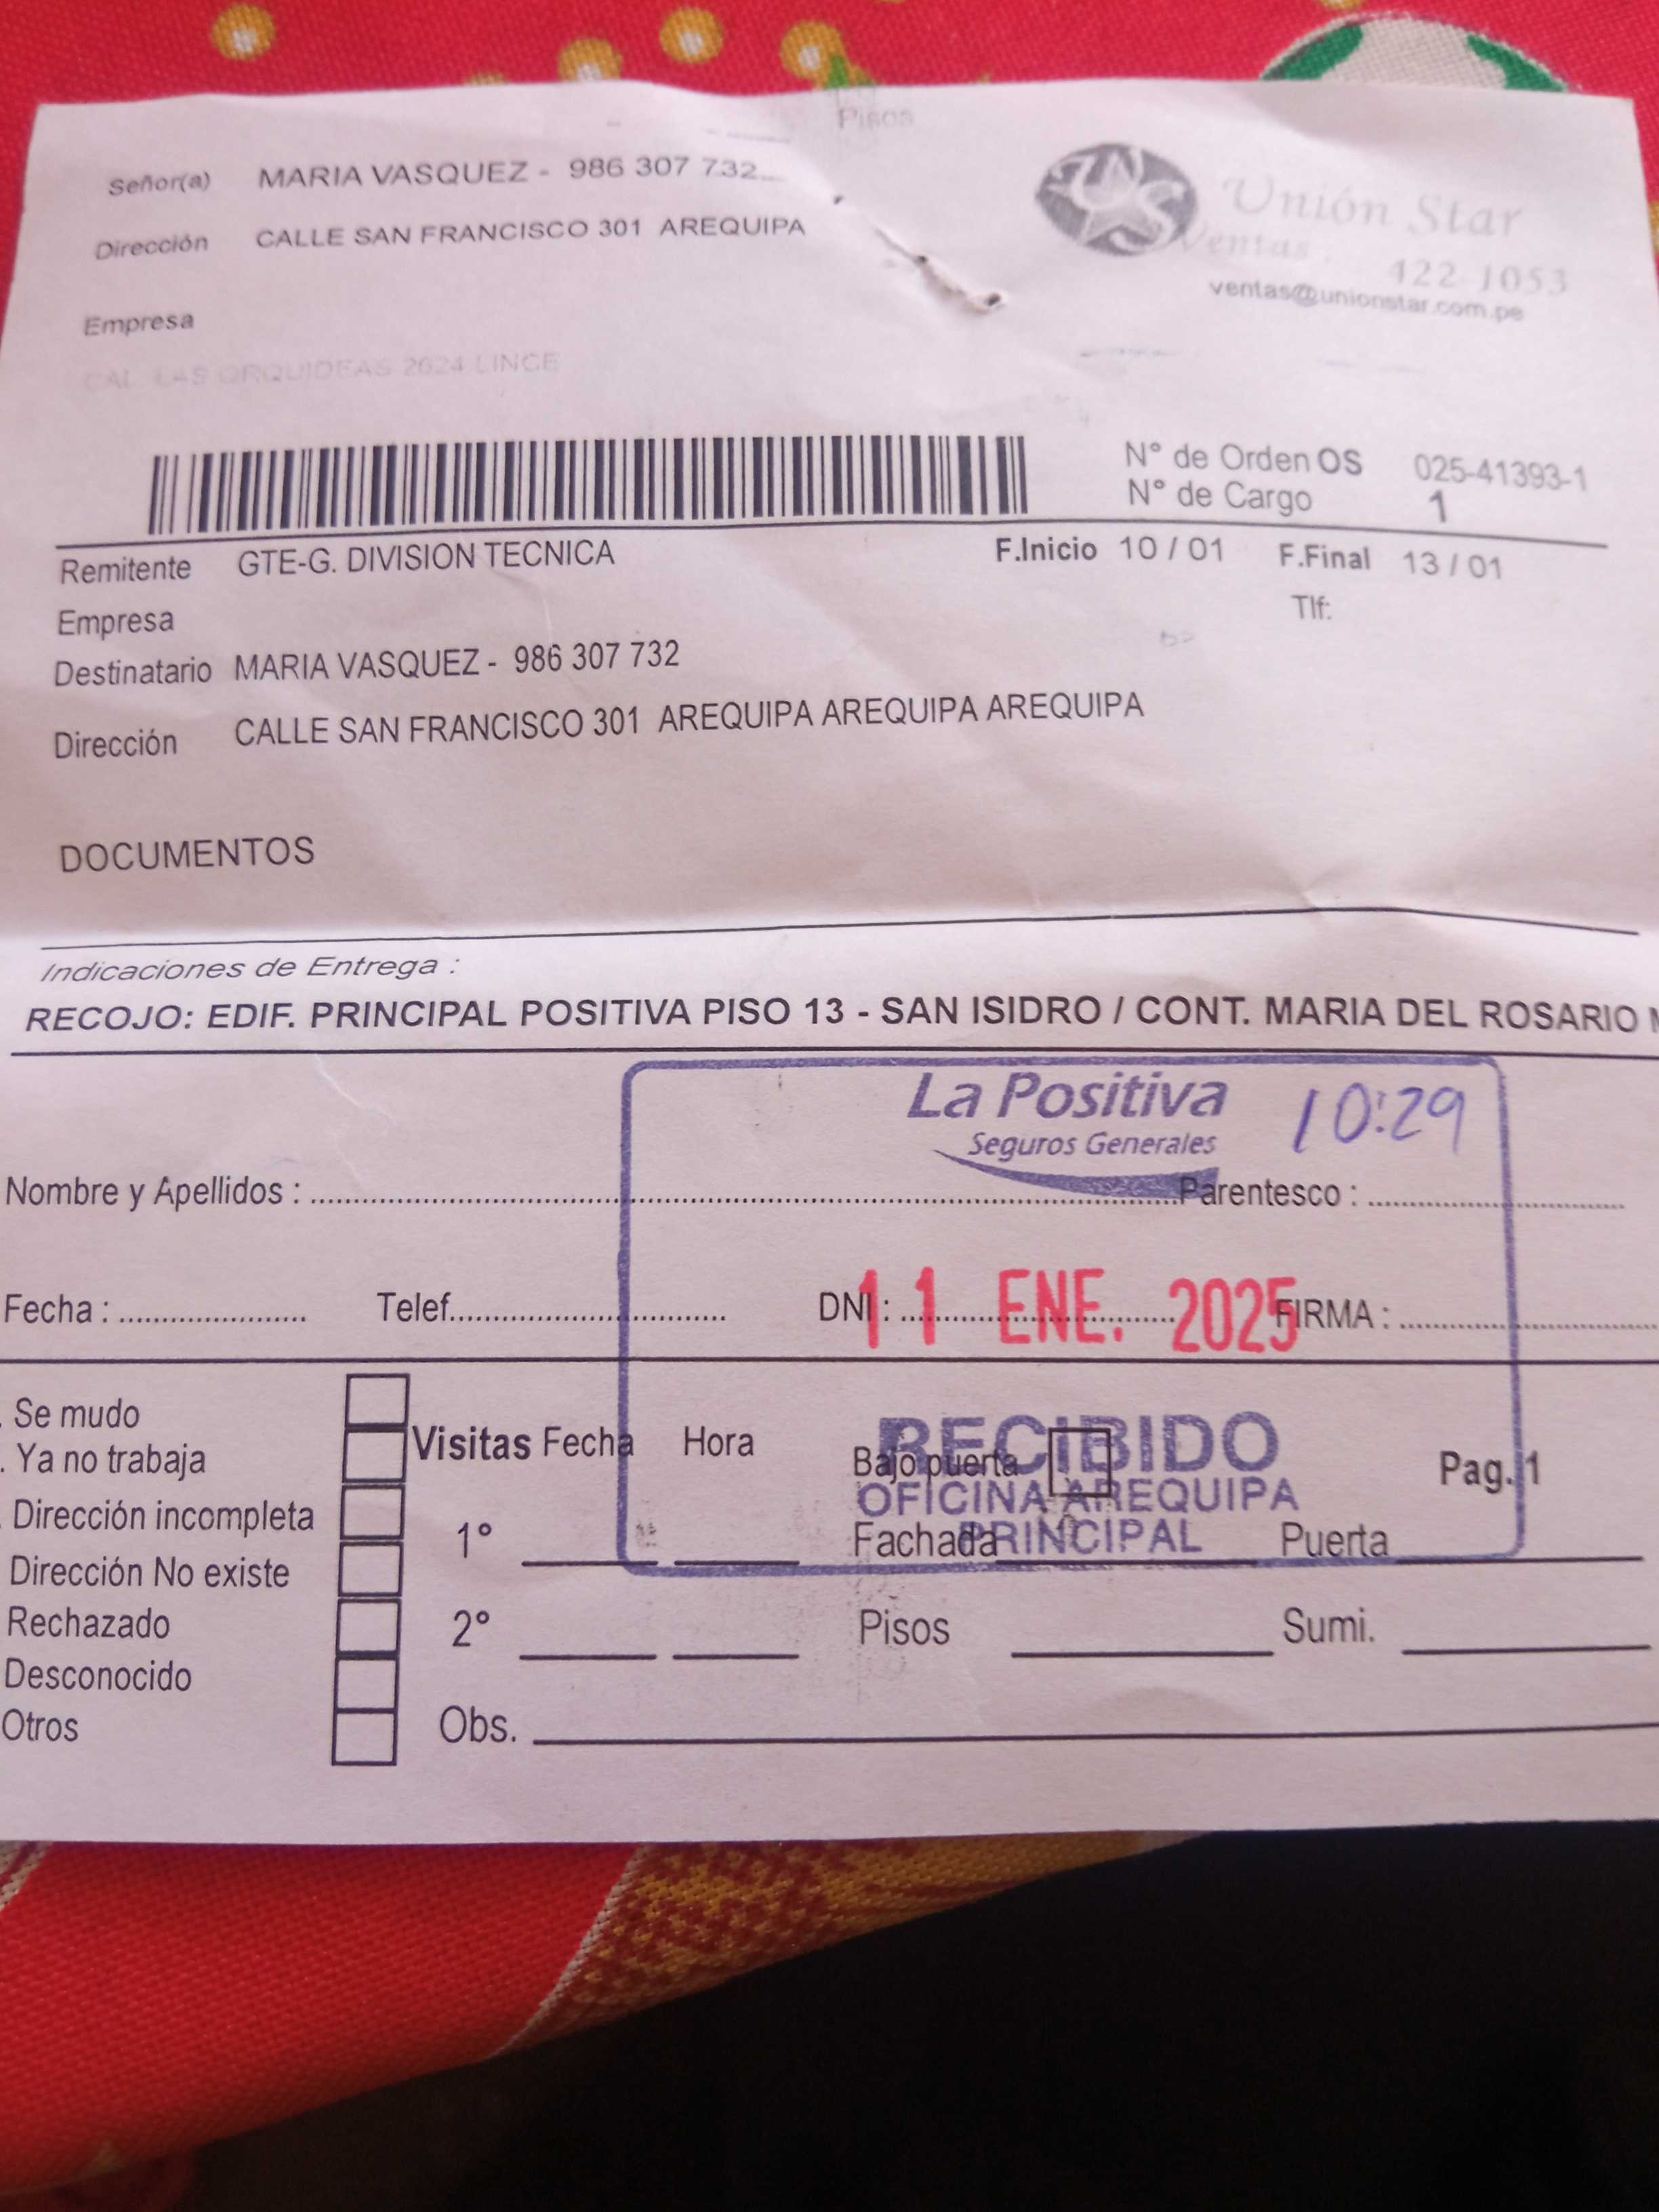 Pisos
Señor(a) MARIA VASQUEZ - 986 307 732
Dirección CALLE SAN FRANCISCO 301 AREQUIPA
Unión Star
Ventas : 422 1053
ventas@unionstar.com.pe
Empresa
CAL LAS ORQUIDEAS 2624 LINCE
N° de Orden OS 025-41393-1
N° de Cargo 1
Remitente GTE-G. DIVISION TECNICA F.Inicio 10 / 01 F.Final 13 / 01
Empresa Tlf:
Destinatario MARIA VASQUEZ - 986 307 732
Dirección CALLE SAN FRANCISCO 301 AREQUIPA AREQUIPA AREQUIPA
DOCUMENTOS
Indicaciones de Entrega :
RECOJO: EDIF. PRINCIPAL POSITIVA PISO 13 - SAN ISIDRO / CONT. MARIA DEL ROSARIO
La Positiva 10:29
Seguros Generales
Nombre y Apellidos : Parentesco :
Fecha : Telef. DNI : FIRMA :
11 ENE. 2025
RECIBIDO
OFICINA AREQUIPA
PRINCIPAL
Se mudo
Ya no trabaja
Dirección incompleta
Dirección No existe
Rechazado
Desconocido
Otros
Visitas Fecha Hora Bajo puerta Pag. 1
1° Fachada Puerta
2° Pisos Sumi.
Obs.